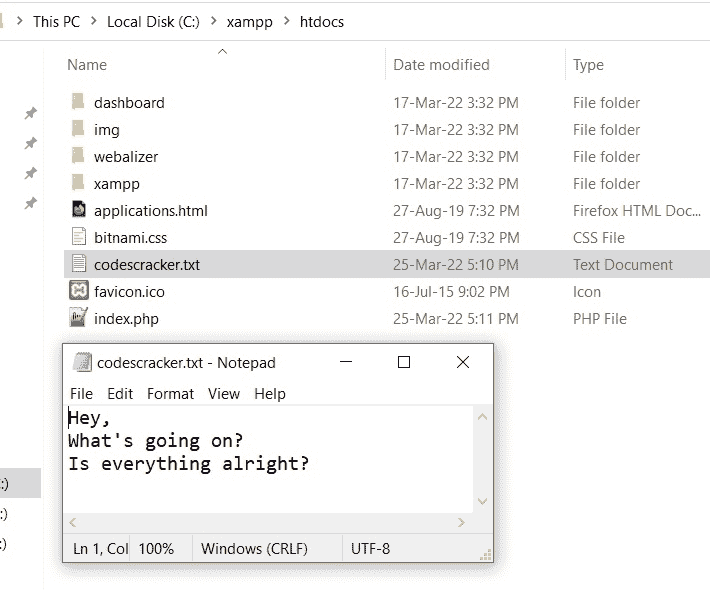 This PC > Local Disk (C:) > xampp > htdocs
Name Date modified Type
dashboard 17-Mar-22 3:32 PM File folder
img 17-Mar-22 3:32 PM File folder
webalizer 17-Mar-22 3:32 PM File folder
xampp 17-Mar-22 3:32 PM File folder
applications.html 27-Aug-19 7:32 PM Firefox HTML Doc...
bitnami.css 27-Aug-19 7:32 PM CSS File
codescracker.txt 25-Mar-22 5:10 PM Text Document
favicon.ico 16-Jul-15 9:02 PM Icon
index.php 25-Mar-22 5:11 PM PHP File
codescracker.txt - Notepad
File Edit Format View Help
Hey,
What's going on?
Is everything alright?
:)
:)
:)
Ln 1, Col 100% Windows (CRLF) UTF-8